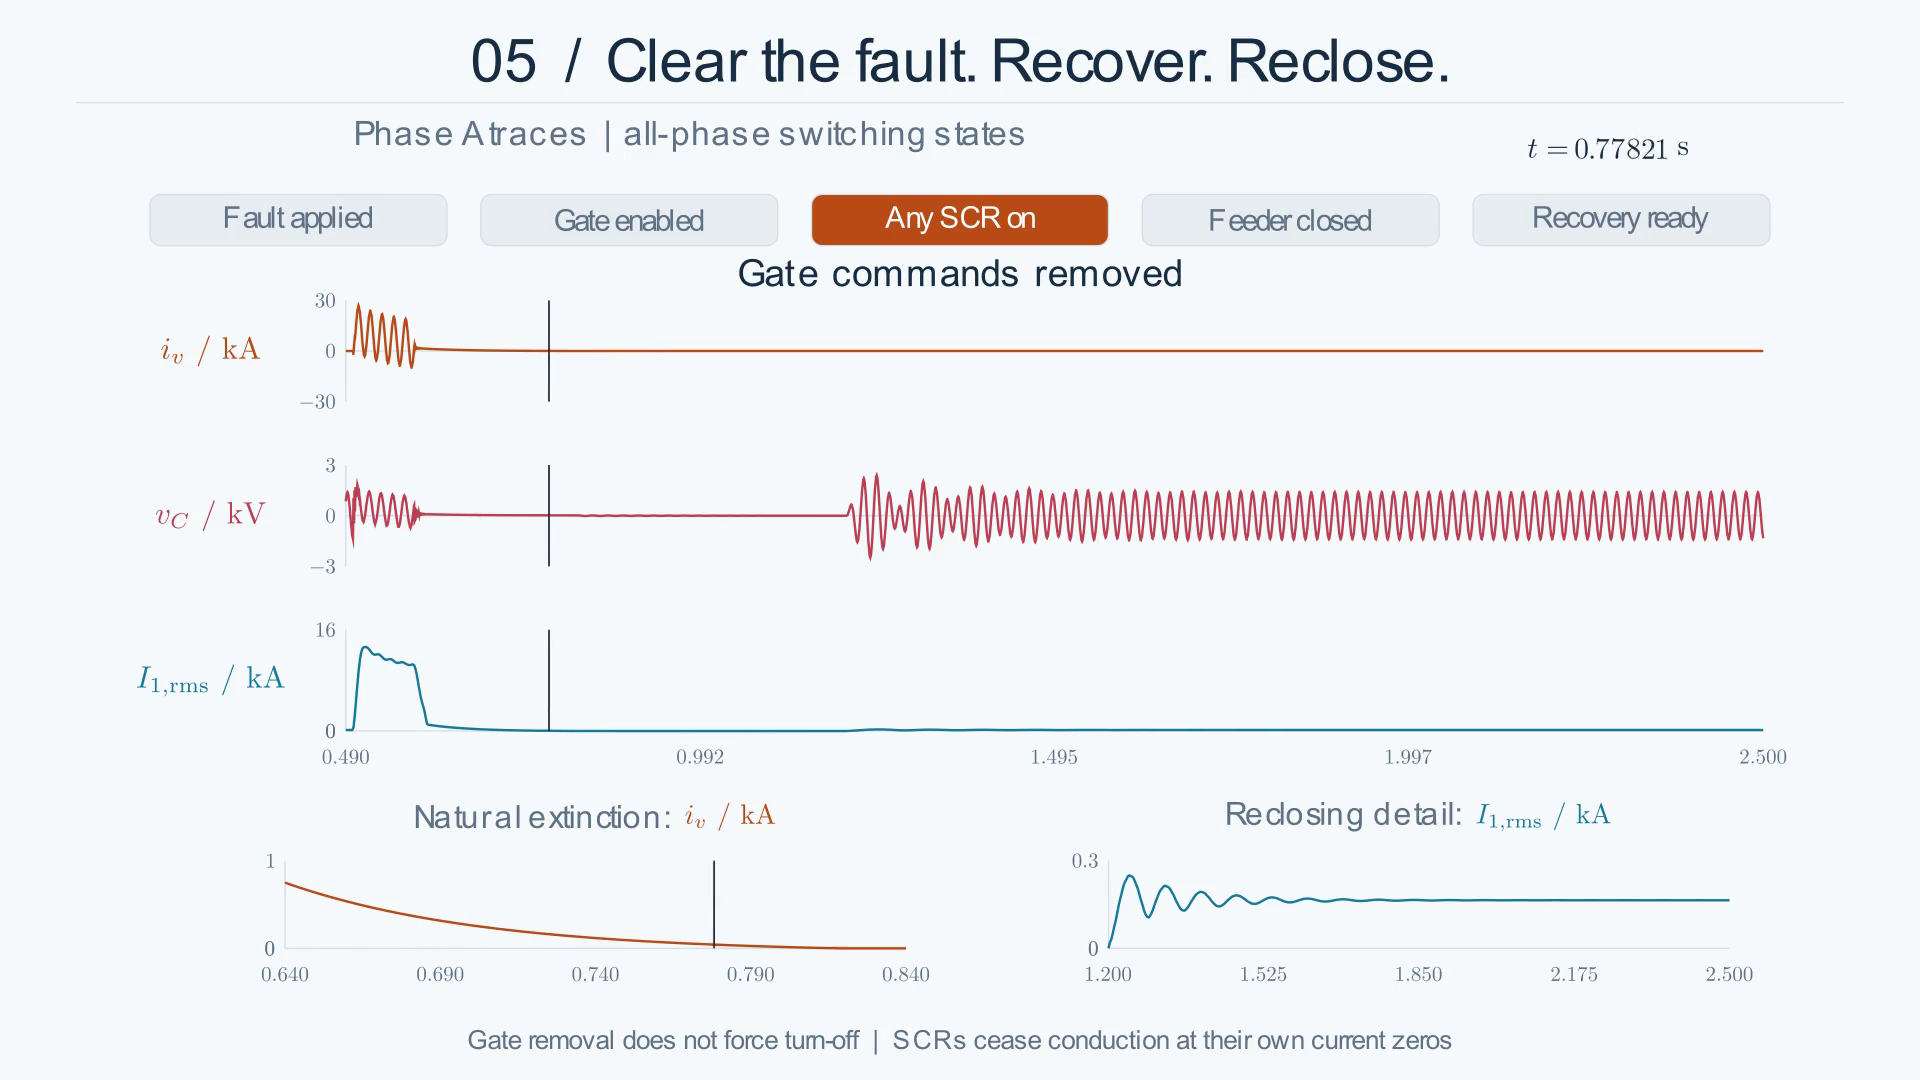 05 / Clear the fault. Recover. Reclose.
Phase A traces | all-phase switching states
t = 0.77821 s
Fault applied
Gate enabled
Any SCR on
Feeder closed
Recovery ready
Gate commands removed
30
0
−30
i_v / kA
3
0
−3
v_C / kV
16
0
I_{1,rms} / kA
0.490 0.992 1.495 1.997 2.500
Natural extinction: i_v / kA
1
0
0.640 0.690 0.740 0.790 0.840
Reclosing detail: I_{1,rms} / kA
0.3
0
1.200 1.525 1.850 2.175 2.500
Gate removal does not force turn-off | SCRs cease conduction at their own current zeros